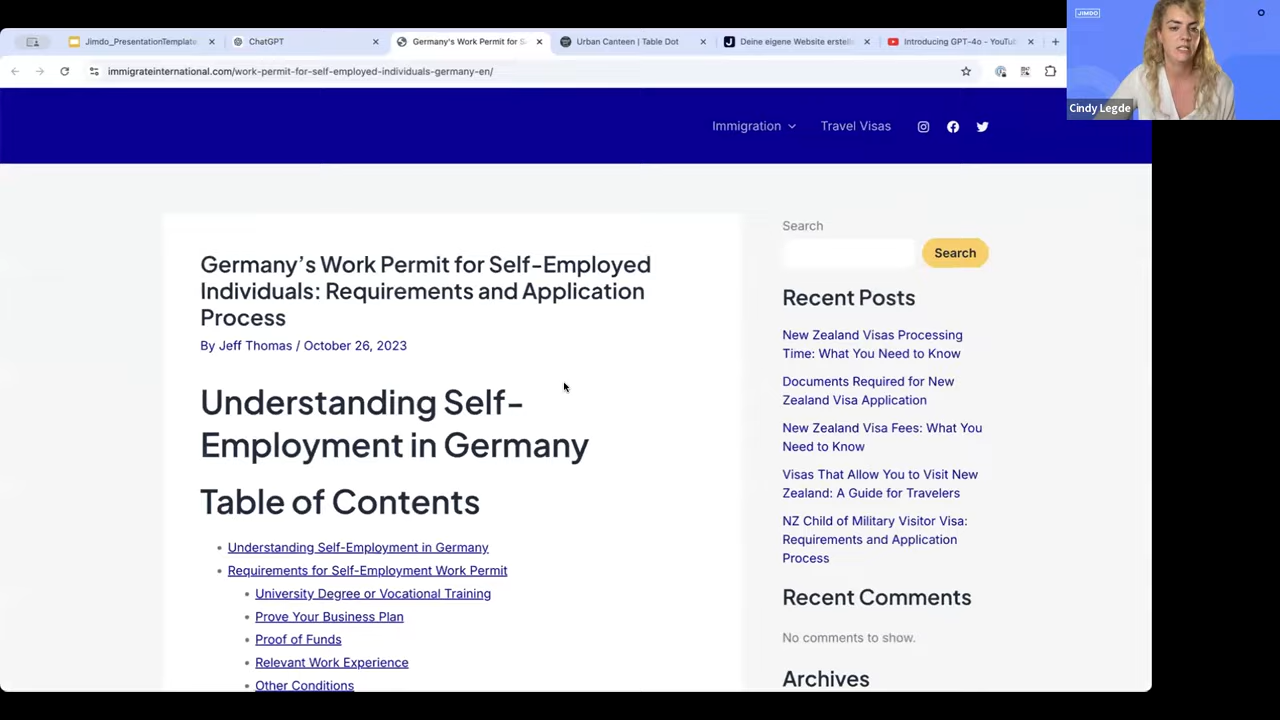 JIMDO
Jimdo_PresentationTemplate
ChatGPT
Germany's Work Permit for S
Urban Canteen | Table Dot
Deine eigene Website erstell
Introducing GPT-4o - YouTu
immigrateinternational.com/work-permit-for-self-employed-individuals-germany-en/
Cindy Legde
Immigration
Travel Visas
Germany's Work Permit for Self-Employed
Individuals: Requirements and Application
Process
By Jeff Thomas / October 26, 2023
Understanding Self-
Employment in Germany
Table of Contents
Understanding Self-Employment in Germany
Requirements for Self-Employment Work Permit
University Degree or Vocational Training
Prove Your Business Plan
Proof of Funds
Relevant Work Experience
Other Conditions
Search
Search
Recent Posts
New Zealand Visas Processing
Time: What You Need to Know
Documents Required for New
Zealand Visa Application
New Zealand Visa Fees: What You
Need to Know
Visas That Allow You to Visit New
Zealand: A Guide for Travelers
NZ Child of Military Visitor Visa:
Requirements and Application
Process
Recent Comments
No comments to show.
Archives